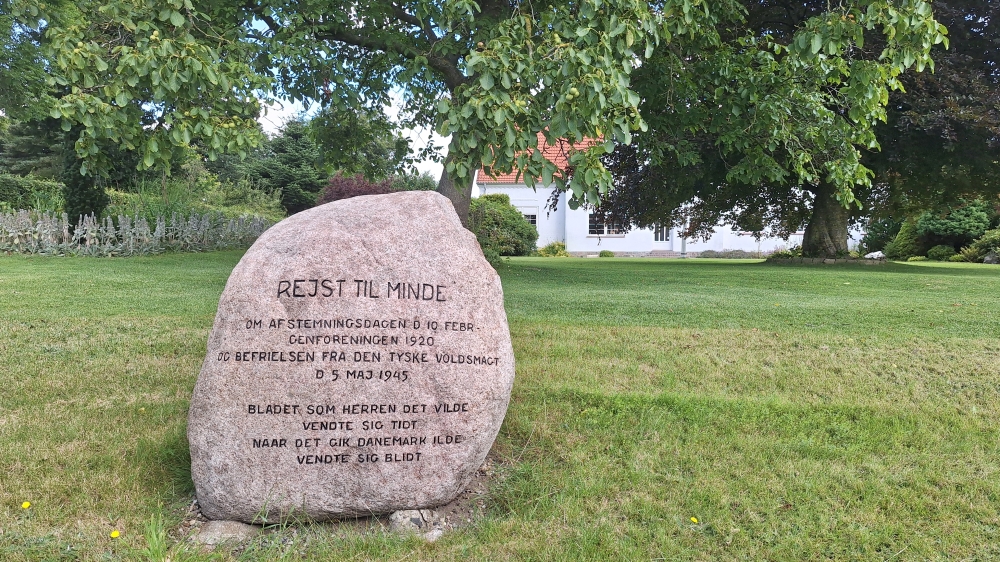 REJST TIL MINDE
OM AFSTEMNINGSDAGEN D 10 FEBR-
GENFORENINGEN 1920
OG BEFRIELSEN FRA DEN TYSKE VOLDSMAGT
D 5 MAJ 1945
BLADET SOM HERREN DET VILDE
VENDTE SIG TIDT
NAAR DET GIK DANEMARK ILDE
VENDTE SIG BLIDT